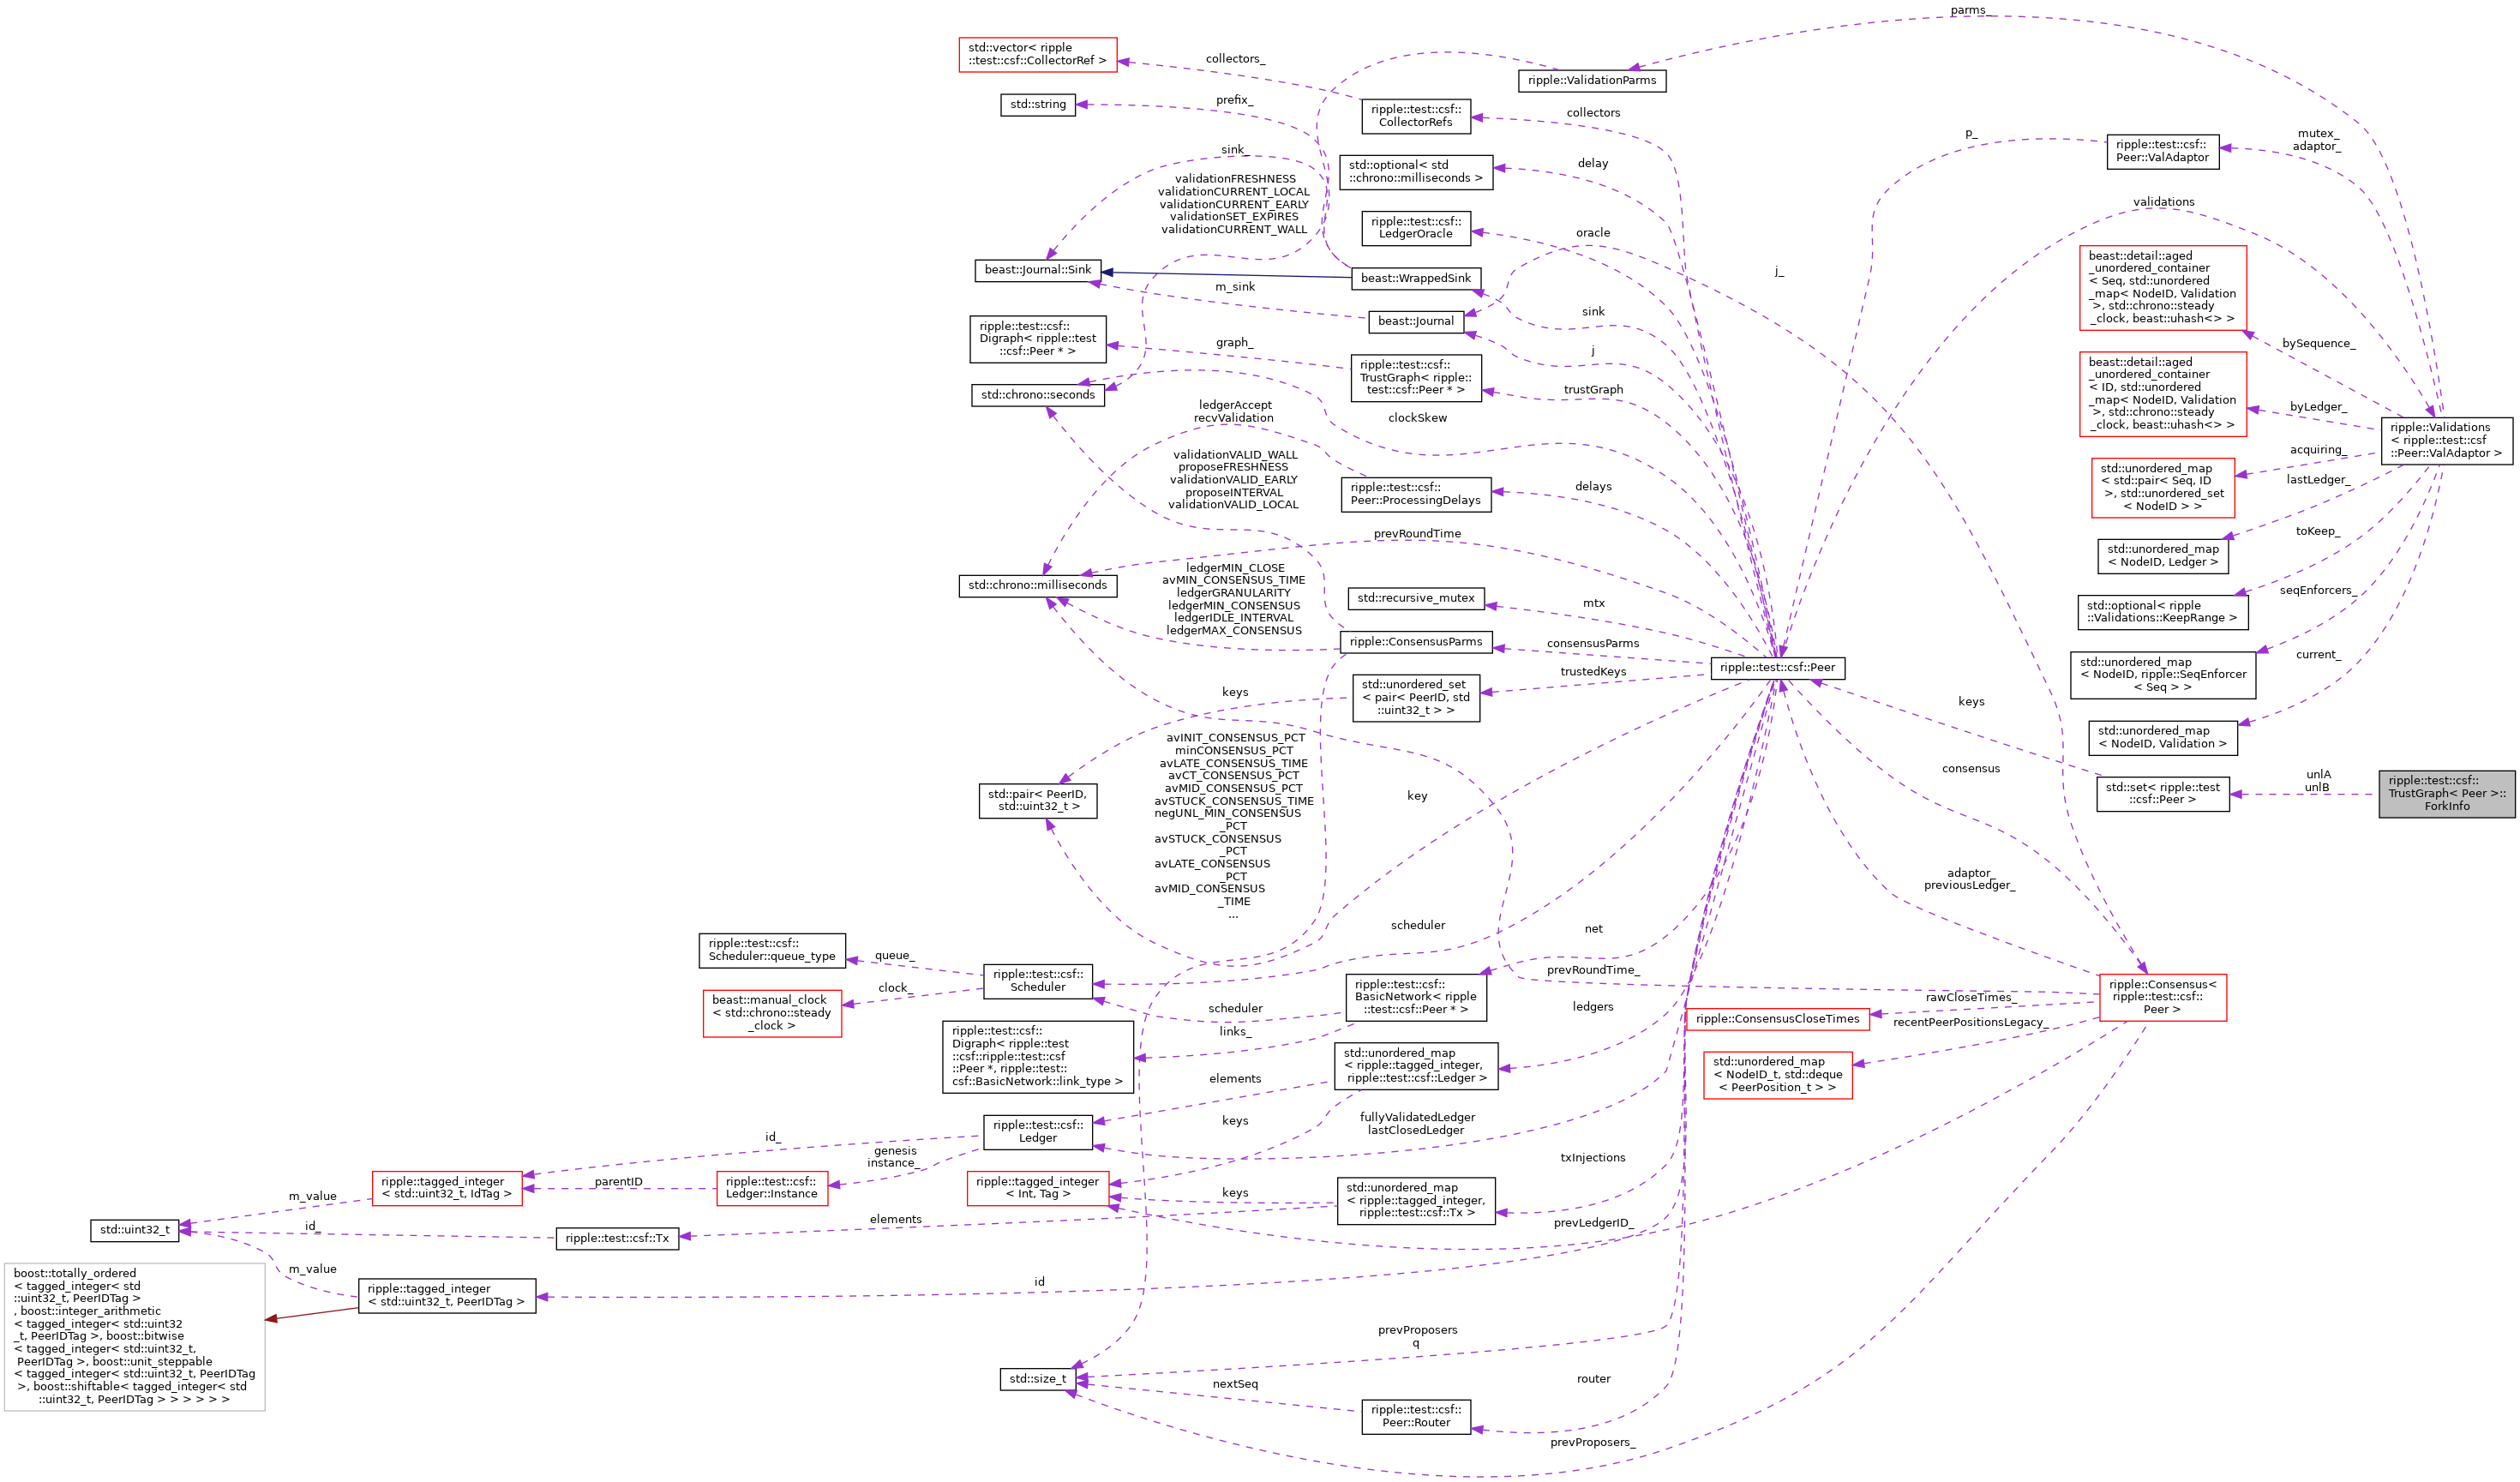 parms_
std::vector< ripple
::test::csf::CollectorRef >
collectors_
ripple::ValidationParms
std::string
prefix_
ripple::test::csf::
CollectorRefs
collectors
p_
ripple::test::csf::
Peer::ValAdaptor
mutex_
adaptor_
sink_
std::optional< std
::chrono::milliseconds >
delay
validationFRESHNESS
validationCURRENT_LOCAL
validationCURRENT_EARLY
validationSET_EXPIRES
validationCURRENT_WALL
ripple::test::csf::
LedgerOracle
oracle
validations
beast::Journal::Sink
beast::WrappedSink
j_
beast::detail::aged
_unordered_container
< Seq, std::unordered
_map< NodeID, Validation
>, std::chrono::steady
_clock, beast::uhash<> >
m_sink
beast::Journal
sink
ripple::test::csf::
Digraph< ripple::test
::csf::Peer * >
graph_
ripple::test::csf::
TrustGraph< ripple::
test::csf::Peer * >
j
trustGraph
bySequence_
beast::detail::aged
_unordered_container
< ID, std::unordered
_map< NodeID, Validation
>, std::chrono::steady
_clock, beast::uhash<> >
byLedger_
std::chrono::seconds
ledgerAccept
recvValidation
clockSkew
ripple::Validations
< ripple::test::csf
::Peer::ValAdaptor >
acquiring_
validationVALID_WALL
proposeFRESHNESS
validationVALID_EARLY
proposeINTERVAL
validationVALID_LOCAL
ripple::test::csf::
Peer::ProcessingDelays
delays
std::unordered_map
< std::pair< Seq, ID
>, std::unordered_set
< NodeID > >
lastLedger_
prevRoundTime
toKeep_
std::unordered_map
< NodeID, Ledger >
std::chrono::milliseconds
ledgerMIN_CLOSE
avMIN_CONSENSUS_TIME
ledgerGRANULARITY
ledgerMIN_CONSENSUS
ledgerIDLE_INTERVAL
ledgerMAX_CONSENSUS
std::recursive_mutex
mtx
seqEnforcers_
std::optional< ripple
::Validations::KeepRange >
ripple::ConsensusParms
consensusParms
ripple::test::csf::Peer
current_
std::unordered_map
< NodeID, ripple::SeqEnforcer
< Seq > >
keys
std::unordered_set
< pair< PeerID, std
::uint32_t > >
trustedKeys
keys
std::unordered_map
< NodeID, Validation >
std::pair< PeerID,
std::uint32_t >
avINIT_CONSENSUS_PCT
minCONSENSUS_PCT
avLATE_CONSENSUS_TIME
avCT_CONSENSUS_PCT
avMID_CONSENSUS_PCT
avSTUCK_CONSENSUS_TIME
negUNL_MIN_CONSENSUS
_PCT
avSTUCK_CONSENSUS
_PCT
avLATE_CONSENSUS
_PCT
avMID_CONSENSUS
_TIME
...
key
consensus
std::set< ripple::test
::csf::Peer >
unlA
unlB
ripple::test::csf::
TrustGraph< Peer >::
ForkInfo
adaptor_
previousLedger_
ripple::test::csf::
Scheduler::queue_type
queue_
scheduler
net
ripple::test::csf::
Scheduler
clock_
beast::manual_clock
< std::chrono::steady
_clock >
ripple::test::csf::
BasicNetwork< ripple
::test::csf::Peer * >
prevRoundTime_
ripple::Consensus<
ripple::test::csf::
Peer >
scheduler
links_
ripple::test::csf::
Digraph< ripple::test
::csf::ripple::test::csf
::Peer *, ripple::test::
csf::BasicNetwork::link_type >
ledgers
ripple::ConsensusCloseTimes
rawCloseTimes_
recentPeerPositionsLegacy_
std::unordered_map
< ripple::tagged_integer,
ripple::test::csf::Ledger >
std::unordered_map
< NodeID_t, std::deque
< PeerPosition_t > >
elements
keys
ripple::test::csf::
Ledger
fullyValidatedLedger
lastClosedLedger
id_
genesis
instance_
ripple::tagged_integer
< std::uint32_t, IdTag >
parentID
ripple::test::csf::
Ledger::Instance
ripple::tagged_integer
< Int, Tag >
keys
std::unordered_map
< ripple::tagged_integer,
ripple::test::csf::Tx >
txInjections
m_value
std::uint32_t
id_
ripple::test::csf::Tx
elements
prevLedgerID_
m_value
boost::totally_ordered
< tagged_integer< std
::uint32_t, PeerIDTag >
, boost::integer_arithmetic
< tagged_integer< std::uint32
_t, PeerIDTag >, boost::bitwise
< tagged_integer< std::uint32_t,
PeerIDTag >, boost::unit_steppable
< tagged_integer< std::uint32_t, PeerIDTag
>, boost::shiftable< tagged_integer< std
::uint32_t, PeerIDTag > > > > > >
ripple::tagged_integer
< std::uint32_t, PeerIDTag >
id
prevProposers
q
std::size_t
nextSeq
ripple::test::csf::
Peer::Router
router
prevProposers_